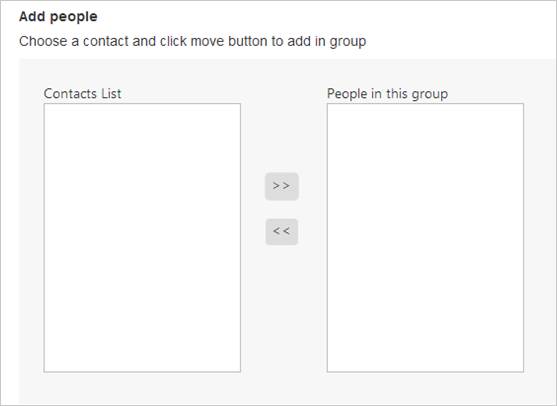 Add people
Choose a contact and click move button to add in group
Contacts List
People in this group
>>
<<